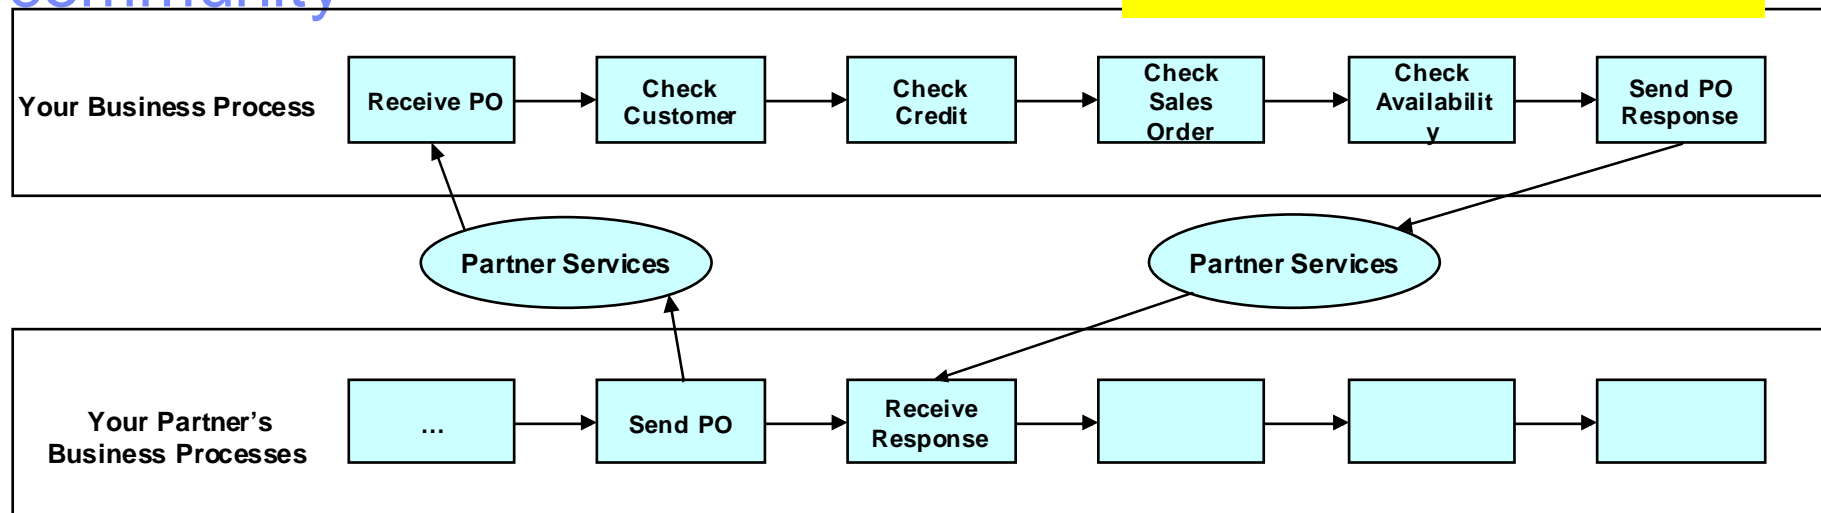 community
Your Business Process
Receive PO
Check
Customer
Check
Credit
Check
Sales
Order
Check
Availabilit
y
Send PO
Response
Partner Services
Partner Services
Your Partner’s
Business Processes
…
Send PO
Receive
Response